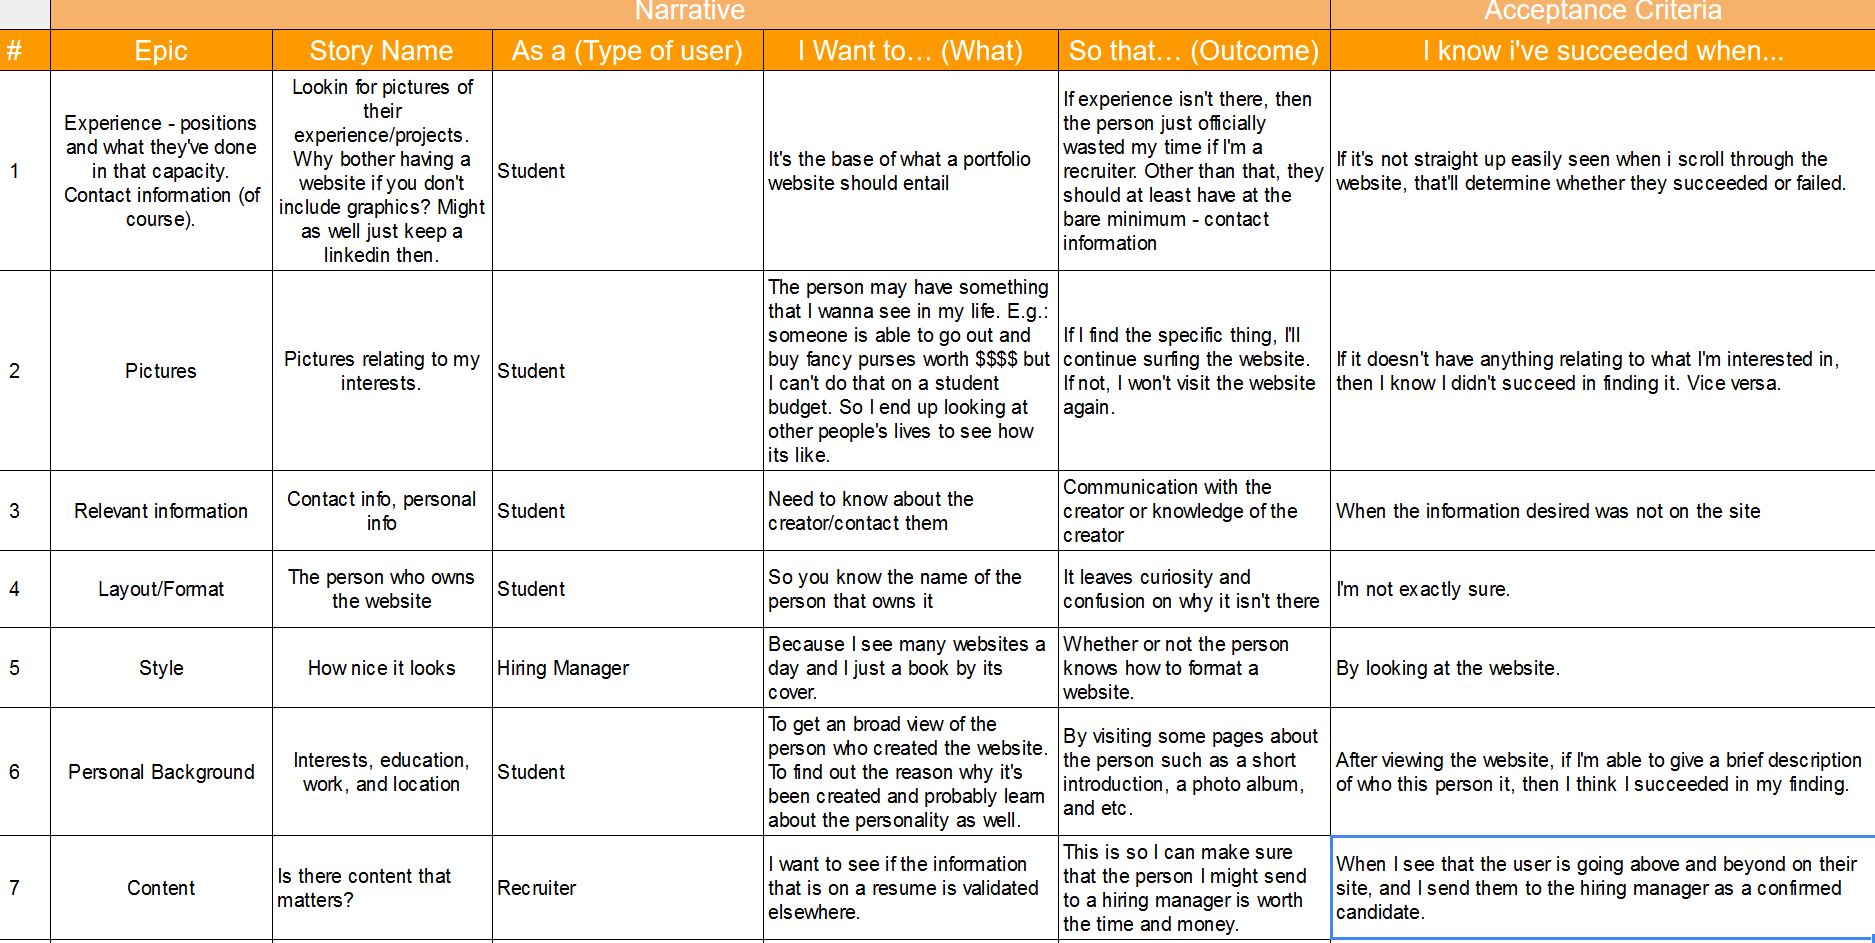 Narrative
Acceptance Criteria
#
Epic
Story Name
As a (Type of user)
I Want to... (What)
So that... (Outcome)
I know i've succeeded when...
1
Experience - positions
and what they've done
in that capacity.
Contact information (of
course).
Lookin for pictures of
their
experience/projects.
Why bother having a
website if you don't
include graphics? Might
as well just keep a
linkedin then.
Student
It's the base of what a portfolio
website should entail
If experience isn't there, then
the person just officially
wasted my time if I'm a
recruiter. Other than that, they
should at least have at the
bare minimum - contact
information
If it's not straight up easily seen when i scroll through the
website, that'll determine whether they succeeded or failed.
2
Pictures
Pictures relating to my
interests.
Student
The person may have something
that I wanna see in my life. E.g.:
someone is able to go out and
buy fancy purses worth $$$$ but
I can't do that on a student
budget. So I end up looking at
other people's lives to see how
its like.
If I find the specific thing, I'll
continue surfing the website.
If not, I won't visit the website
again.
If it doesn't have anything relating to what I'm interested in,
then I know I didn't succeed in finding it. Vice versa.
3
Relevant information
Contact info, personal
info
Student
Need to know about the
creator/contact them
Communication with the
creator or knowledge of the
creator
When the information desired was not on the site
4
Layout/Format
The person who owns
the website
Student
So you know the name of the
person that owns it
It leaves curiosity and
confusion on why it isn't there
I'm not exactly sure.
5
Style
How nice it looks
Hiring Manager
Because I see many websites a
day and I just a book by its
cover.
Whether or not the person
knows how to format a
website.
By looking at the website.
6
Personal Background
Interests, education,
work, and location
Student
To get an broad view of the
person who created the website.
To find out the reason why it's
been created and probably learn
about the personality as well.
By visiting some pages about
the person such as a short
introduction, a photo album,
and etc.
After viewing the website, if I'm able to give a brief description
of who this person it, then I think I succeeded in my finding.
7
Content
Is there content that
matters?
Recruiter
I want to see if the information
that is on a resume is validated
elsewhere.
This is so I can make sure
that the person I might send
to a hiring manager is worth
the time and money.
When I see that the user is going above and beyond on their
site, and I send them to the hiring manager as a confirmed
candidate.